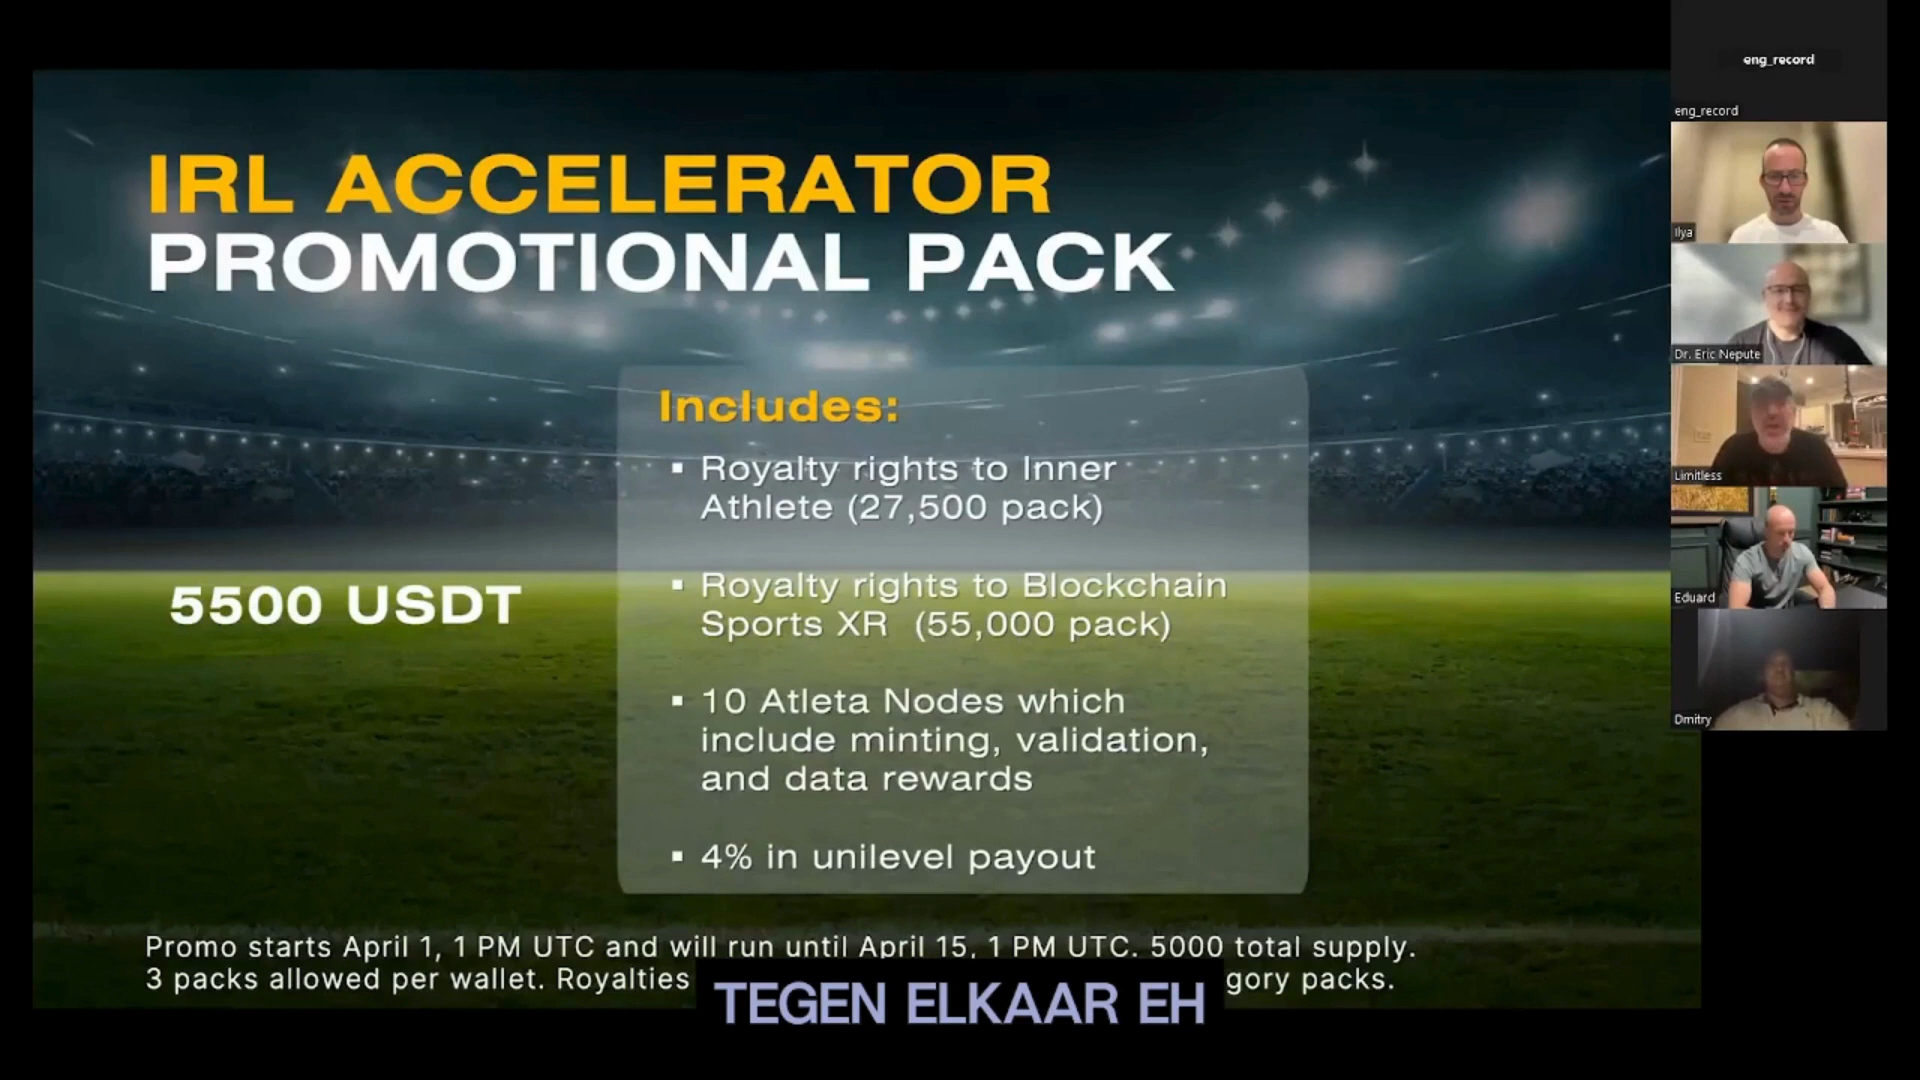 IRL ACCELERATOR
PROMOTIONAL PACK
5500 USDT
Includes:
▪ Royalty rights to Inner
Athlete (27,500 pack)
▪ Royalty rights to Blockchain
Sports XR (55,000 pack)
▪ 10 Atleta Nodes which
include minting, validation,
and data rewards
▪ 4% in unilevel payout
Promo starts April 1, 1 PM UTC and will run until April 15, 1 PM UTC. 5000 total supply.
3 packs allowed per wallet. Royalties
gory packs.
TEGEN ELKAAR EH
eng_record
eng_record
Ilya
Dr. Eric Nepute
Limitless
Eduard
Dmitry